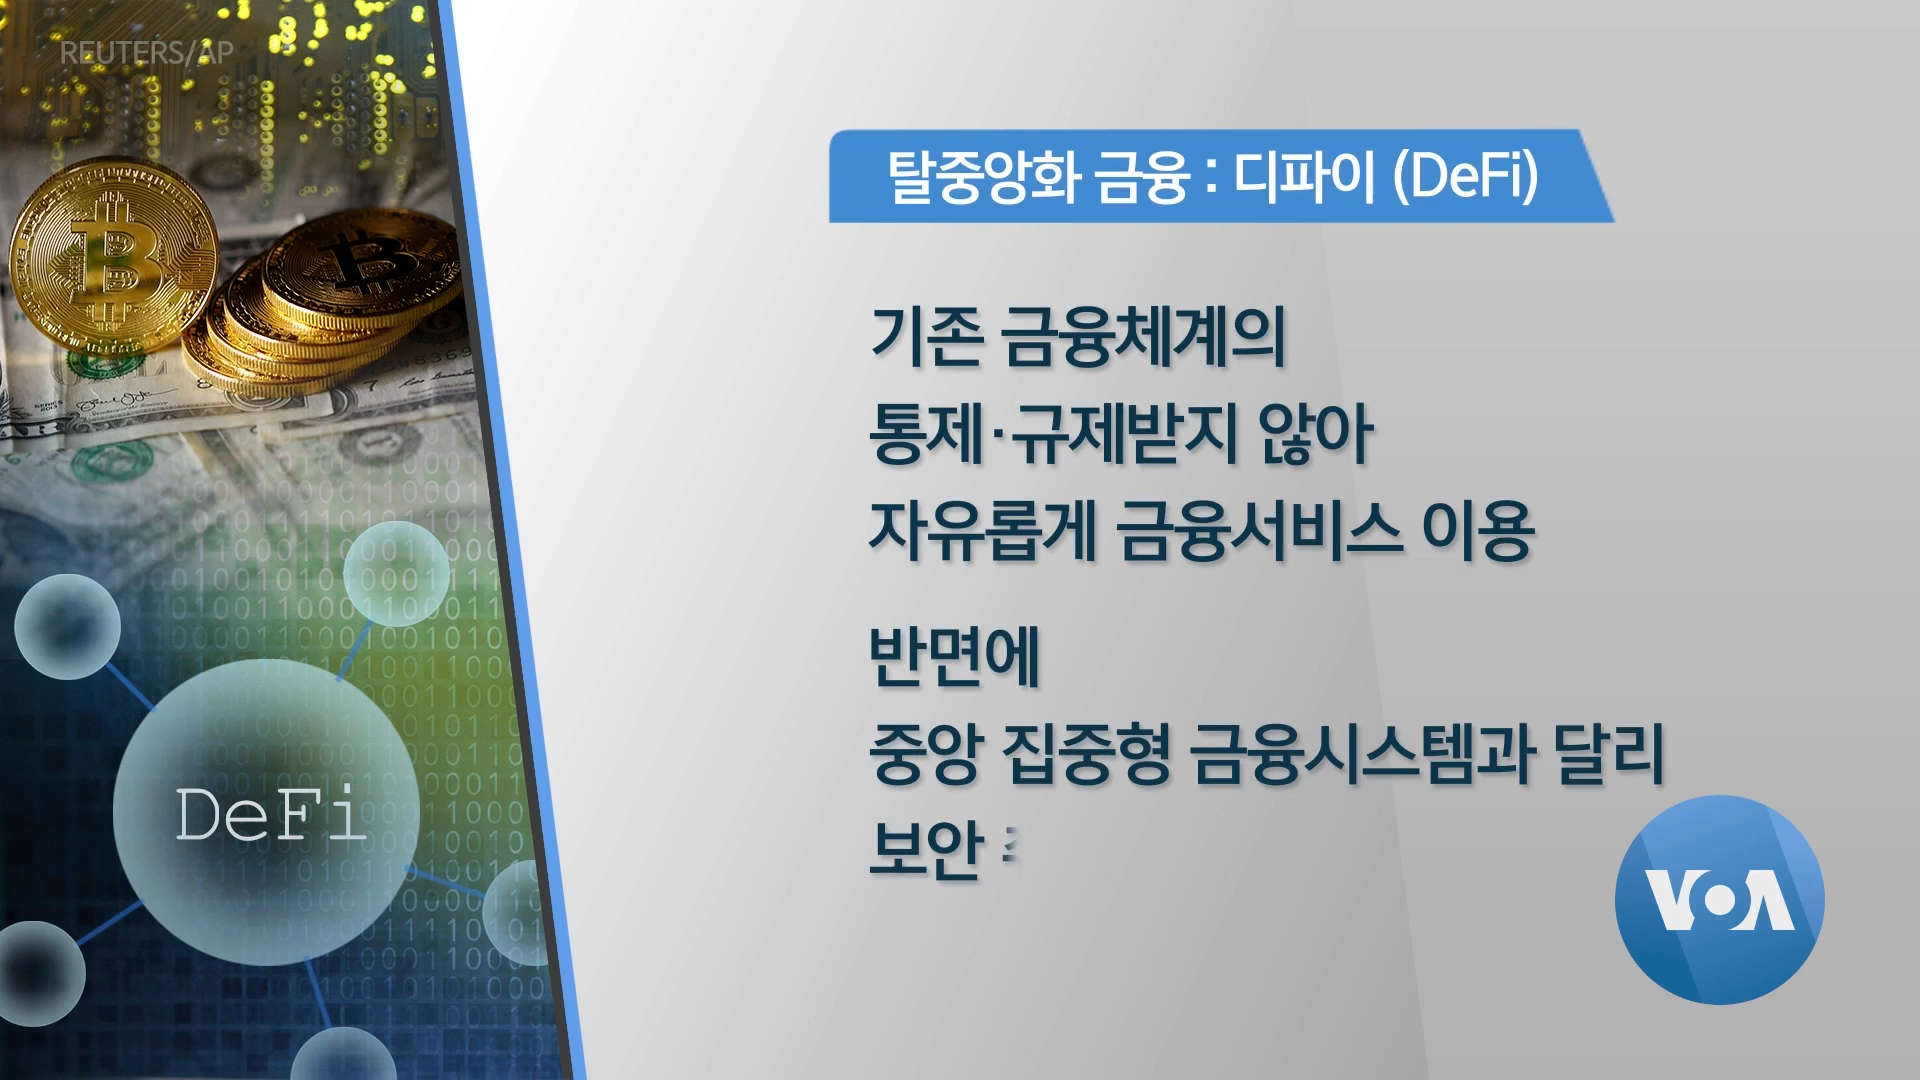 REUTERS/AP
탈중앙화 금융 : 디파이 (DeFi)
기존 금융체계의
통제·규제받지 않아
자유롭게 금융서비스 이용
반면에
중앙 집중형 금융시스템과 달리
보안
DeFi
VOA